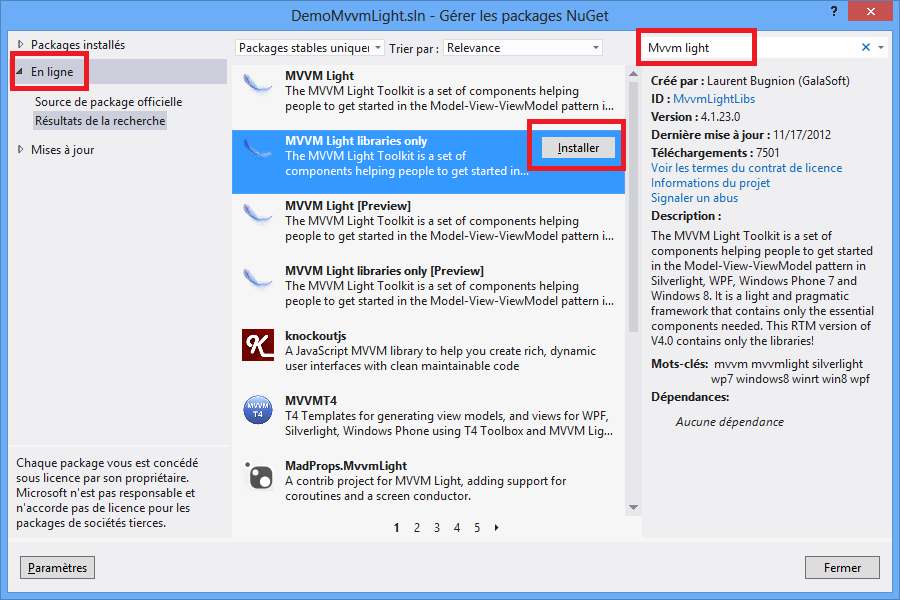 DemoMvvmLight.sln - Gérer les packages NuGet
?
Packages installés
En ligne
Source de package officielle
Résultats de la recherche
Mises à jour
Chaque package vous est concédé
sous licence par son propriétaire.
Microsoft n'est pas responsable et
n'accorde pas de licence pour les
packages de sociétés tierces.
Paramètres
Packages stables uniquer
Trier par :
Relevance
MVVM Light
The MVVM Light Toolkit is a set of components helping
people to get started in the Model-View-ViewModel pattern i...
MVVM Light libraries only
The MVVM Light Toolkit is a set of
components helping people to get started in...
Installer
MVVM Light [Preview]
The MVVM Light Toolkit is a set of components helping
people to get started in the Model-View-ViewModel pattern i...
MVVM Light libraries only [Preview]
The MVVM Light Toolkit is a set of components helping
people to get started in the Model-View-ViewModel pattern i...
K
knockoutjs
A JavaScript MVVM library to help you create rich, dynamic
user interfaces with clean maintainable code
MVVM
T4
MVVMT4
T4 Templates for generating view models, and views for WPF,
Silverlight, Windows Phone using T4 Toolbox and MVVM Lig...
MadProps.MvvmLight
A contrib project for MVVM Light, adding support for
coroutines and a screen conductor.
1 2 3 4 5
Mvvm light
Créé par : Laurent Bugnion (GalaSoft)
ID : MvvmLightLibs
Version : 4.1.23.0
Dernière mise à jour : 11/17/2012
Téléchargements : 7501
Voir les termes du contrat de licence
Informations du projet
Signaler un abus
Description :
The MVVM Light Toolkit is a set of
components helping people to get started
in the Model-View-ViewModel pattern in
Silverlight, WPF, Windows Phone 7 and
Windows 8. It is a light and pragmatic
framework that contains only the essential
components needed. This RTM version of
V4.0 contains only the libraries!
Mots-clés: mvvm mvvmlight silverlight
wp7 windows8 winrt win8 wpf
Dépendances:
Aucune dépendance
Fermer